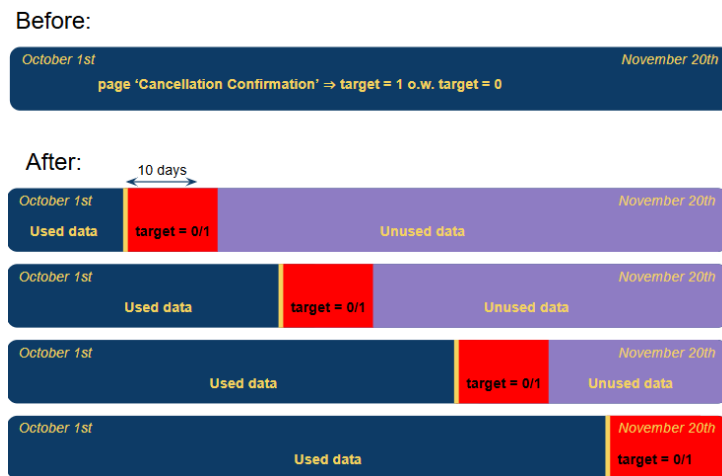 Before:
October 1st November 20th
page ‘Cancellation Confirmation’ ⇒ target = 1 o.w. target = 0
After:
10 days
October 1st November 20th
Used data target = 0/1 Unused data
October 1st November 20th
Used data target = 0/1 Unused data
October 1st November 20th
Used data target = 0/1 Unused data
October 1st November 20th
Used data target = 0/1